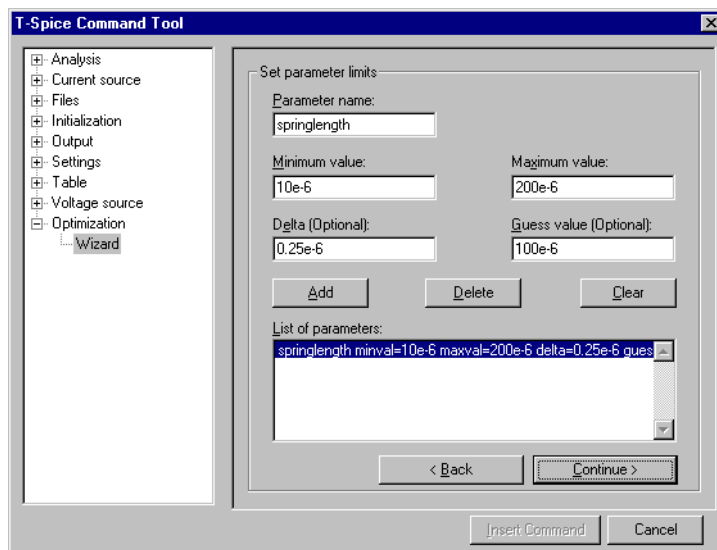 T-Spice Command Tool
Analysis
Current source
Files
Initialization
Output
Settings
Table
Voltage source
Optimization
Wizard
Set parameter limits
Parameter name:
springlength
Minimum value: Maximum value:
10e-6 200e-6
Delta (Optional): Guess value (Optional):
0.25e-6 100e-6
Add Delete Clear
List of parameters:
springlength minval=10e-6 maxval=200e-6 delta=0.25e-6 gues
< Back Continue >
Insert Command Cancel